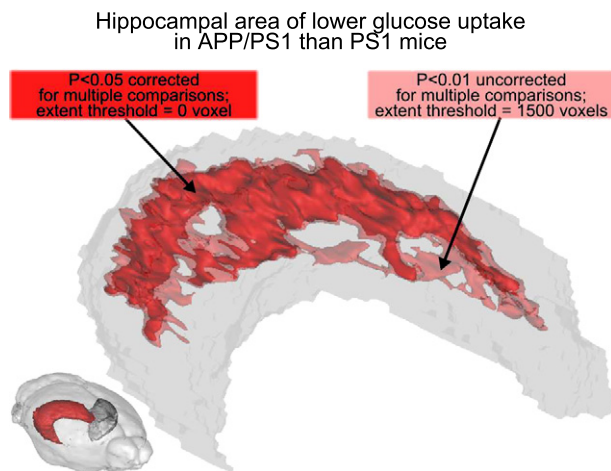 Hippocampal area of lower glucose uptake
in APP/PS1 than PS1 mice
P<0.05 corrected
for multiple comparisons;
extent threshold = 0 voxel
P<0.01 uncorrected
for multiple comparisons;
extent threshold = 1500 voxels